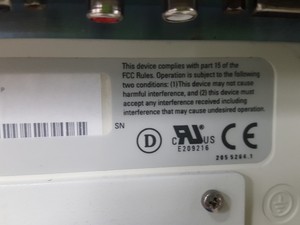 This device complies with part 15 of the
FCC Rules. Operation is subject to the following
two conditions: (1)This device may not cause
harmful interference, and (2) this device must
accept any interference received including
interference that may cause undesired operation.
SN
D
C UL US
CE
E209216
285 5264.1